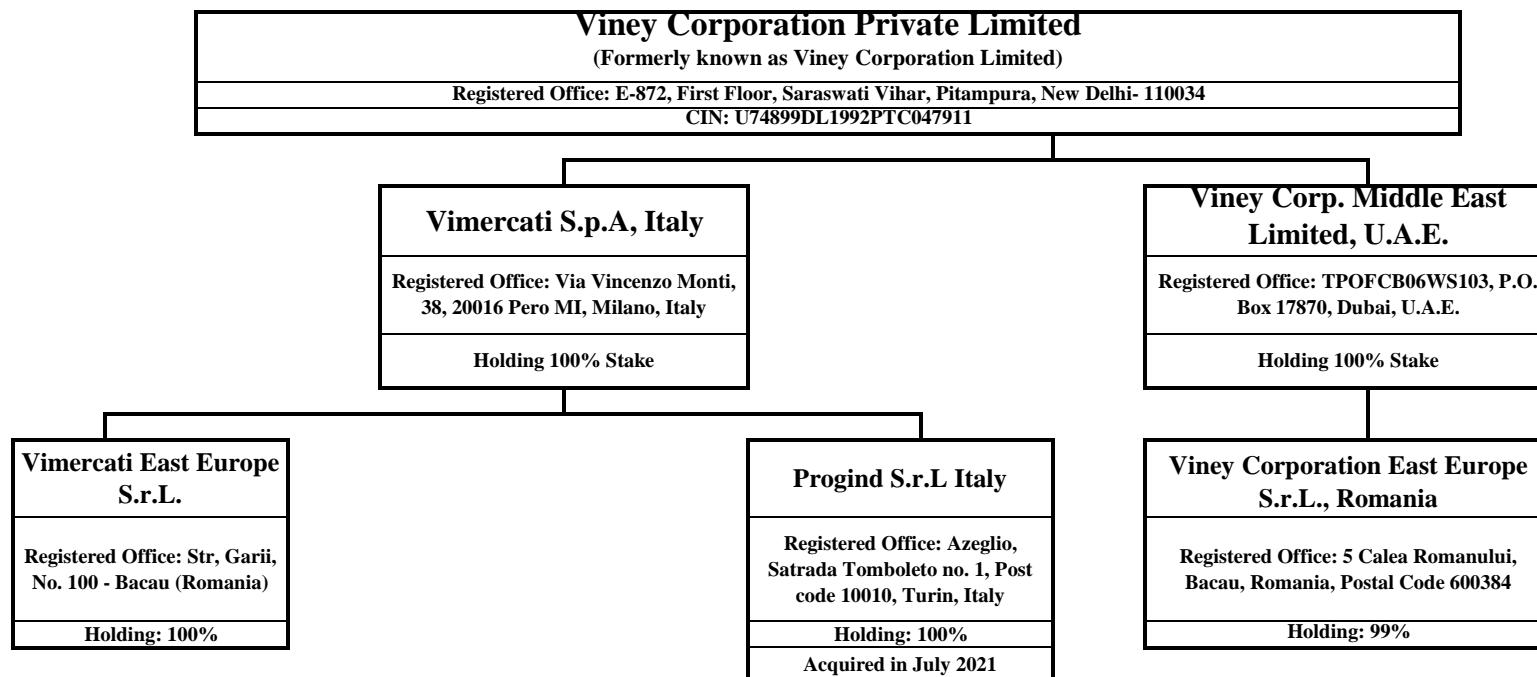 Viney Corporation Private Limited
(Formerly known as Viney Corporation Limited)
Registered Office: E-872, First Floor, Saraswati Vihar, Pitampura, New Delhi- 110034
CIN: U74899DL1992PTC047911
Vimercati S.p.A, Italy
Registered Office: Via Vincenzo Monti,
38, 20016 Pero MI, Milano, Italy
Holding 100% Stake
Viney Corp. Middle East
Limited, U.A.E.
Registered Office: TPOFCB06WS103, P.O.
Box 17870, Dubai, U.A.E.
Holding 100% Stake
Vimercati East Europe
S.r.L.
Registered Office: Str, Garii,
No. 100 - Bacau (Romania)
Holding: 100%
Progind S.r.L Italy
Registered Office: Azeglio,
Satrada Tomboleto no. 1, Post
code 10010, Turin, Italy
Holding: 100%
Acquired in July 2021
Viney Corporation East Europe
S.r.L., Romania
Registered Office: 5 Calea Romanului,
Bacau, Romania, Postal Code 600384
Holding: 99%